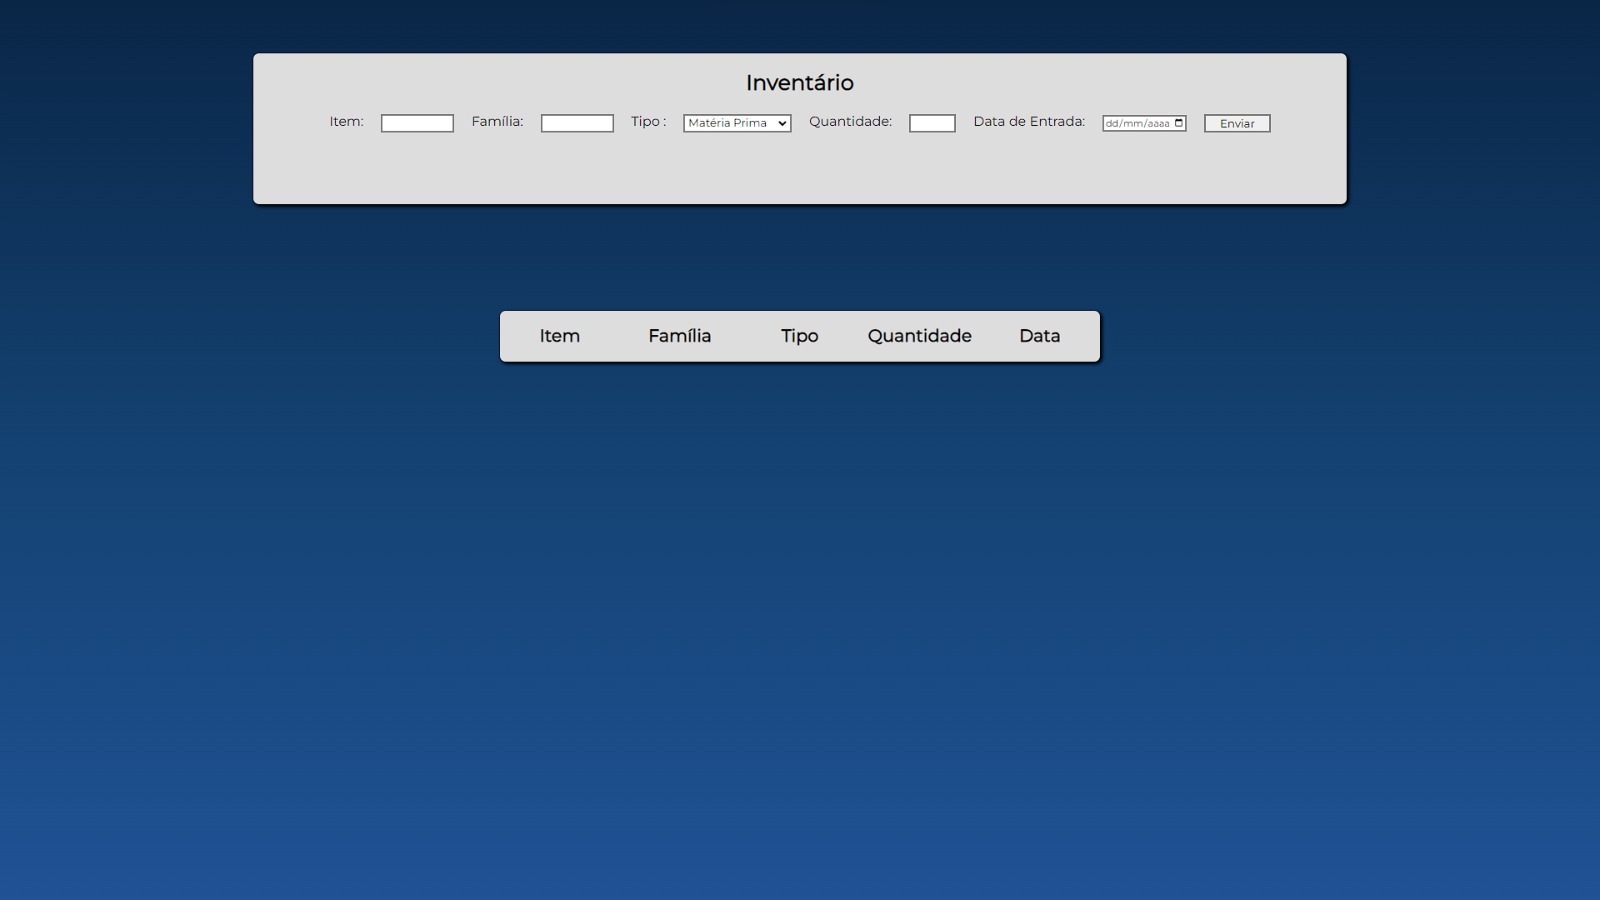 Inventário
Item: Família: Tipo : Matéria Prima Quantidade: Data de Entrada: dd/mm/aaaa Enviar
Item Família Tipo Quantidade Data